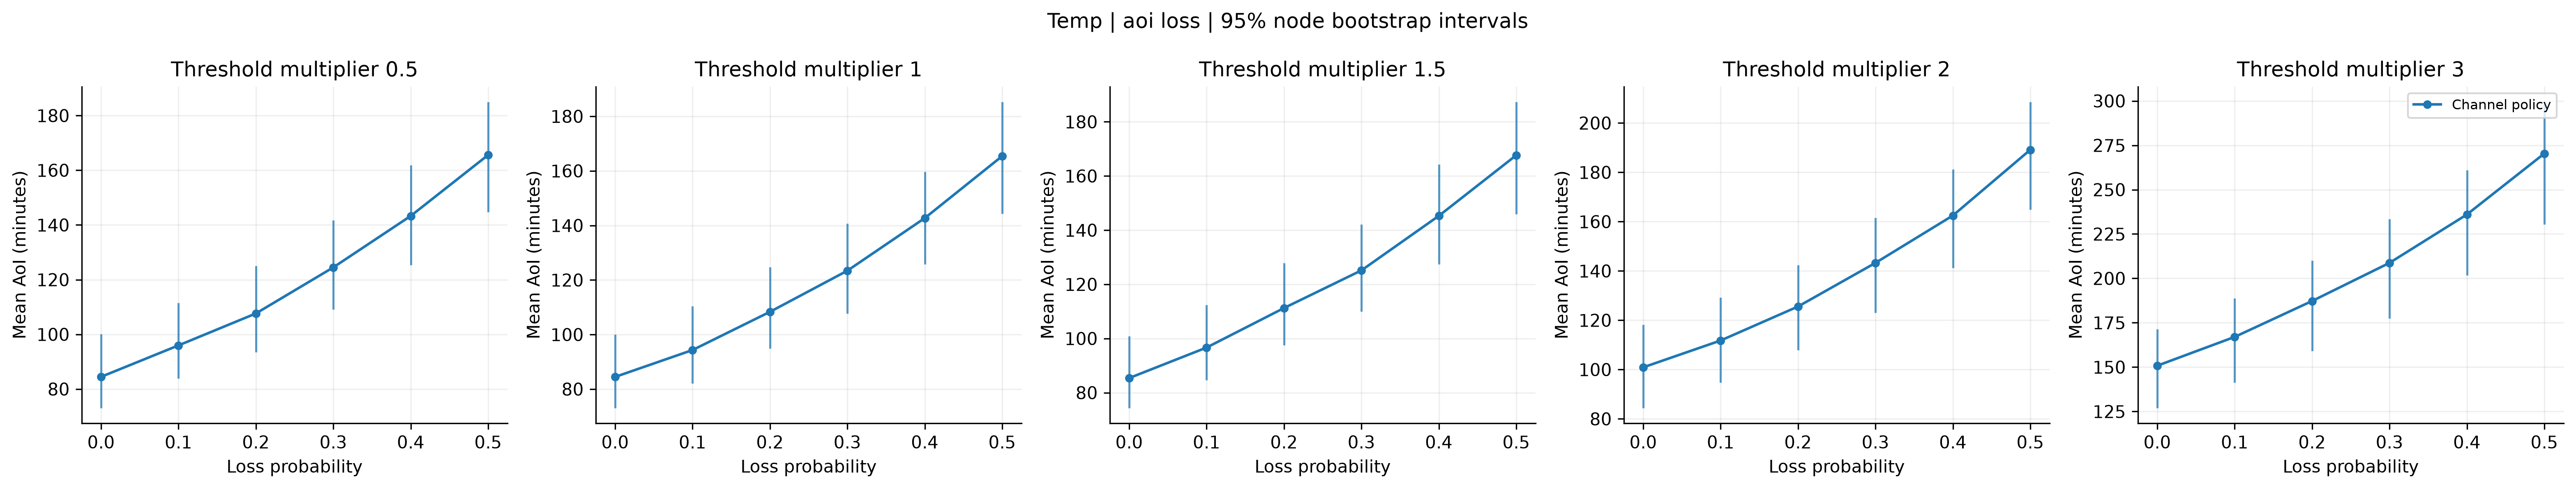 Temp | aoi loss | 95% node bootstrap intervals
Threshold multiplier 0.5
Mean AoI (minutes)
180
160
140
120
100
80
0.0 0.1 0.2 0.3 0.4 0.5
Loss probability
Threshold multiplier 1
Mean AoI (minutes)
180
160
140
120
100
80
0.0 0.1 0.2 0.3 0.4 0.5
Loss probability
Threshold multiplier 1.5
Mean AoI (minutes)
180
160
140
120
100
80
0.0 0.1 0.2 0.3 0.4 0.5
Loss probability
Threshold multiplier 2
Mean AoI (minutes)
200
180
160
140
120
100
80
0.0 0.1 0.2 0.3 0.4 0.5
Loss probability
Threshold multiplier 3
Channel policy
Mean AoI (minutes)
300
275
250
225
200
175
150
125
0.0 0.1 0.2 0.3 0.4 0.5
Loss probability